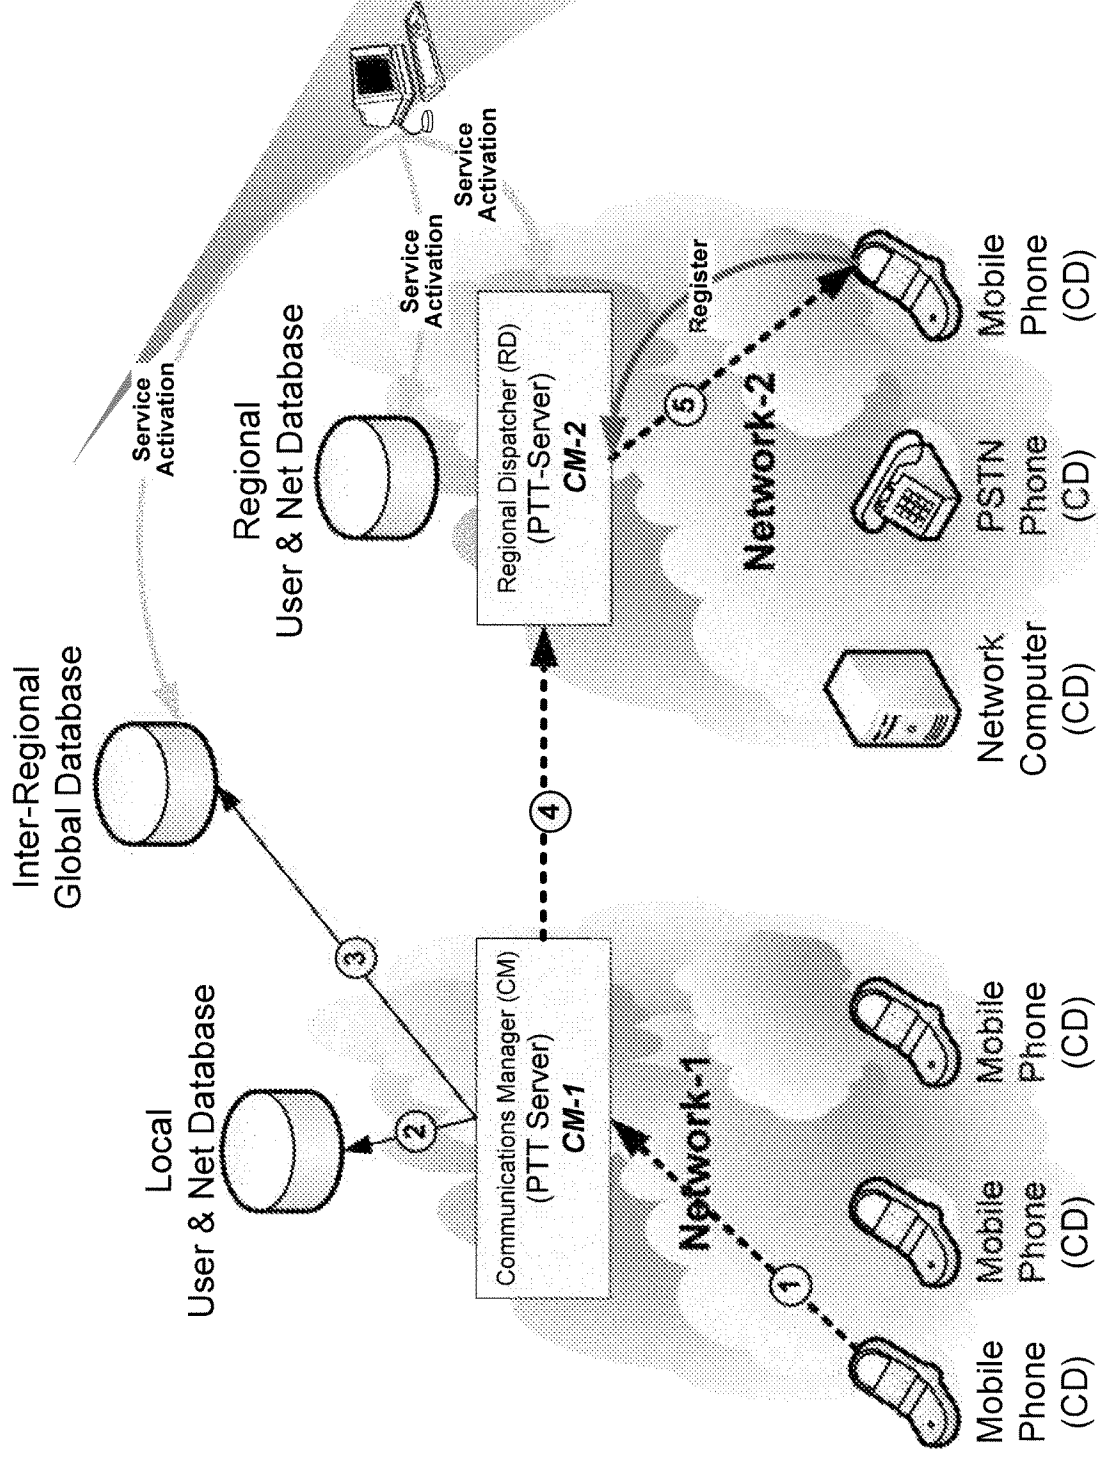 Inter-Regional
Global Database
Local
User & Net Database
Regional
User & Net Database
Service
Activation
Service
Activation
Service
Activation
3
2
4
Communications Manager (CM)
(PTT Server)
CM-1
Regional Dispatcher (RD)
(PTT-Server)
CM-2
Register
5
1
Network-1
Network-2
Mobile
Phone
(CD)
Mobile
Phone
(CD)
Mobile
Phone
(CD)
Network
Computer
(CD)
PSTN
Phone
(CD)
Mobile
Phone
(CD)